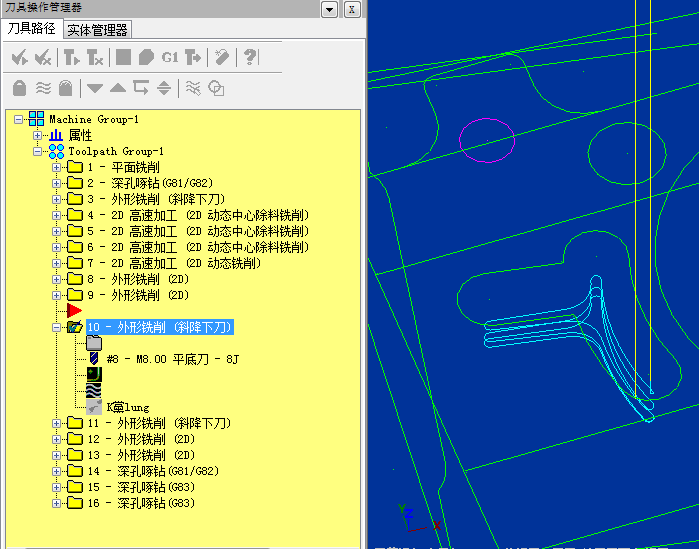 刀具操作管理器
刀具路径 实体管理器
G1
Machine Group-1
属性
Toolpath Group-1
1 - 平面铣削
2 - 深孔啄钻(G81/G82)
3 - 外形铣削 (斜降下刀)
4 - 2D 高速加工 (2D 动态中心除料铣削)
5 - 2D 高速加工 (2D 动态中心除料铣削)
6 - 2D 高速加工 (2D 动态中心除料铣削)
7 - 2D 高速加工 (2D 动态铣削)
8 - 外形铣削 (2D)
9 - 外形铣削 (2D)
10 - 外形铣削 (斜降下刀)
#8 - M8.00 平底刀 - 8J
K黨lung
11 - 外形铣削 (斜降下刀)
12 - 外形铣削 (2D)
13 - 外形铣削 (2D)
14 - 深孔啄钻(G81/G82)
15 - 深孔啄钻(G83)
16 - 深孔啄钻(G83)
Y
Z
X